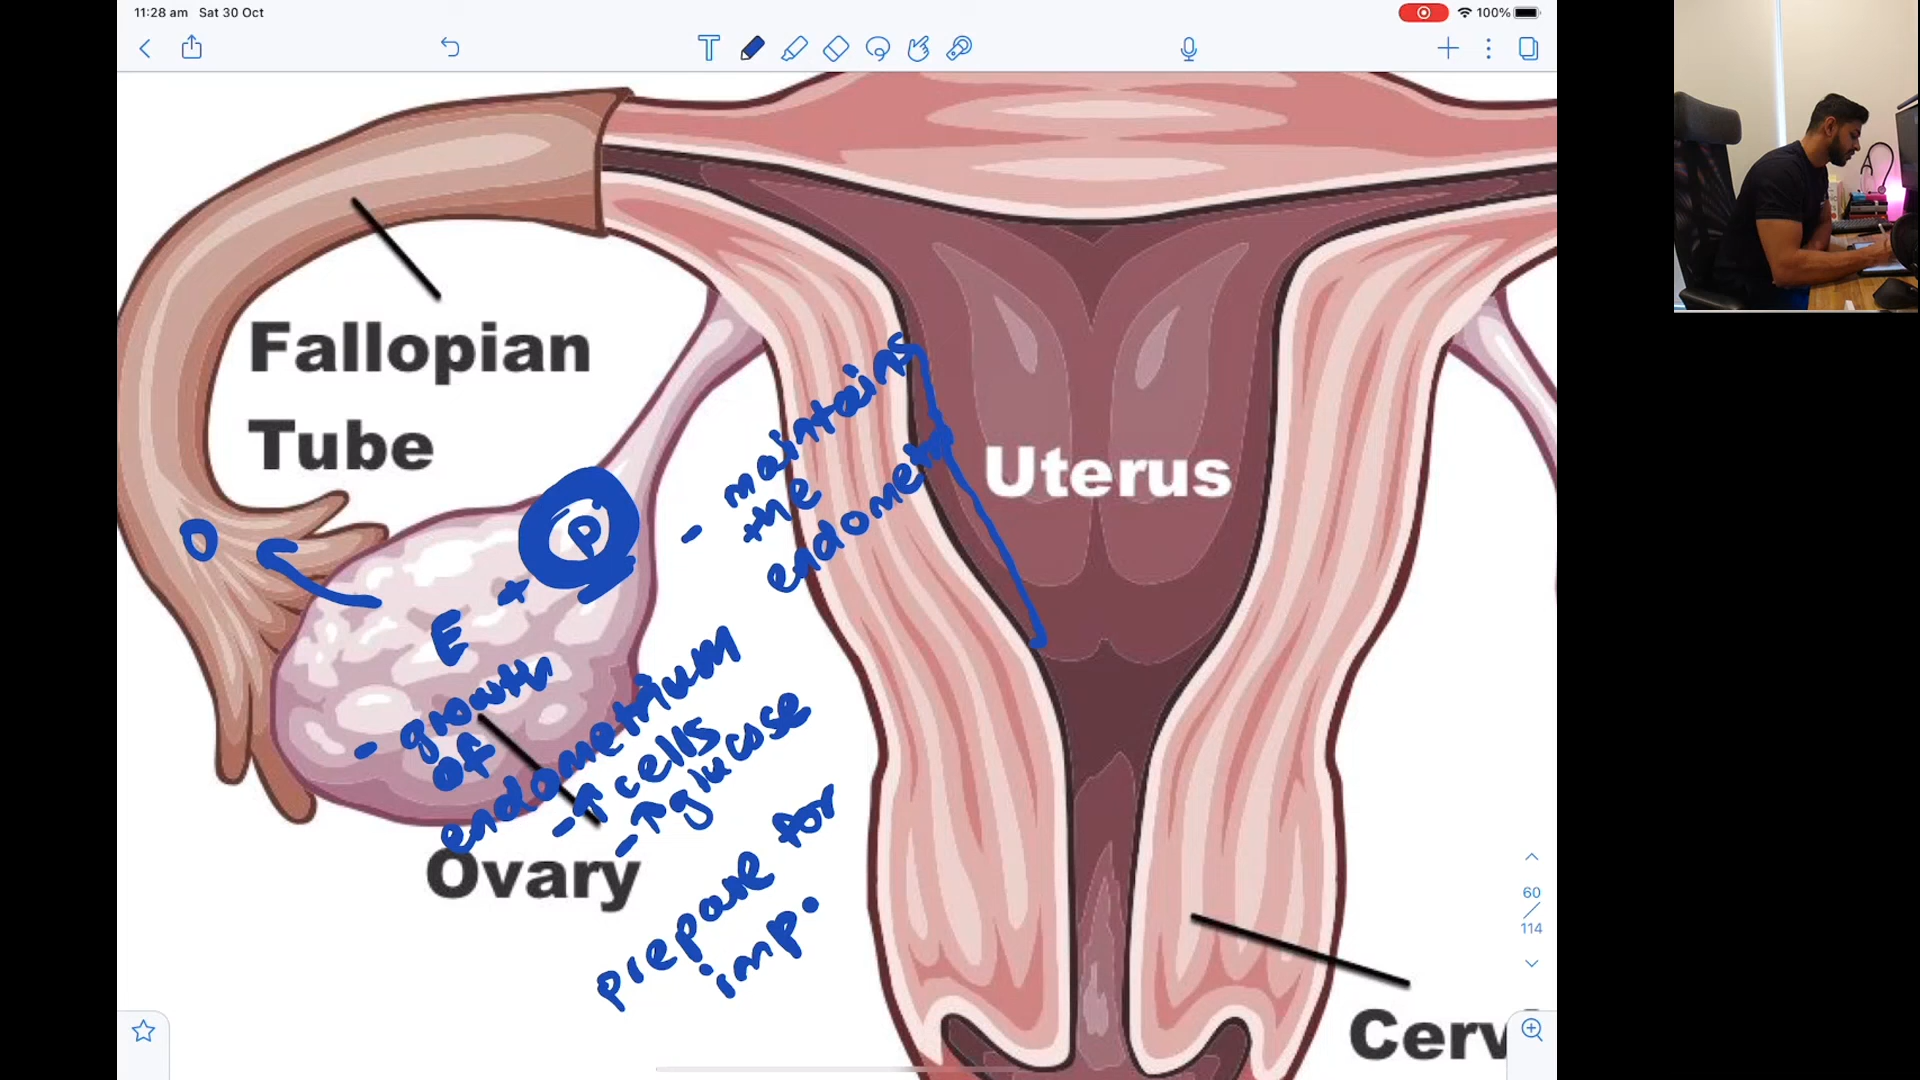 11:28 am Sat 30 Oct
100%
Fallopian
Tube
O
P
E +
- maintains
the
endometr
- growth
of
endometrium
- ↑ cells
- ↑ glucose
prepare for
imp.
Uterus
Ovary
Cerv
60
114